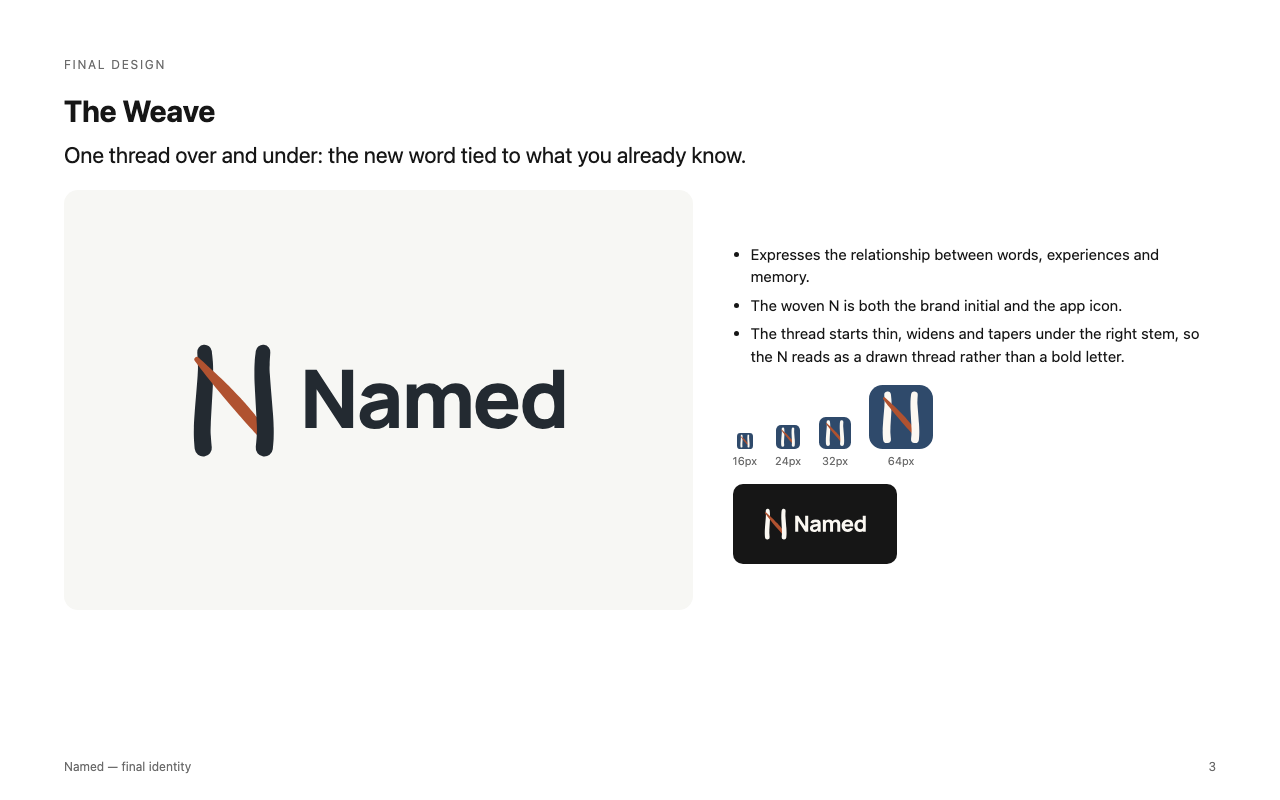 FINAL DESIGN
The Weave
One thread over and under: the new word tied to what you already know.
Named
• Expresses the relationship between words, experiences and
memory.
• The woven N is both the brand initial and the app icon.
• The thread starts thin, widens and tapers under the right stem, so
the N reads as a drawn thread rather than a bold letter.
16px 24px 32px 64px
Named
Named — final identity
3